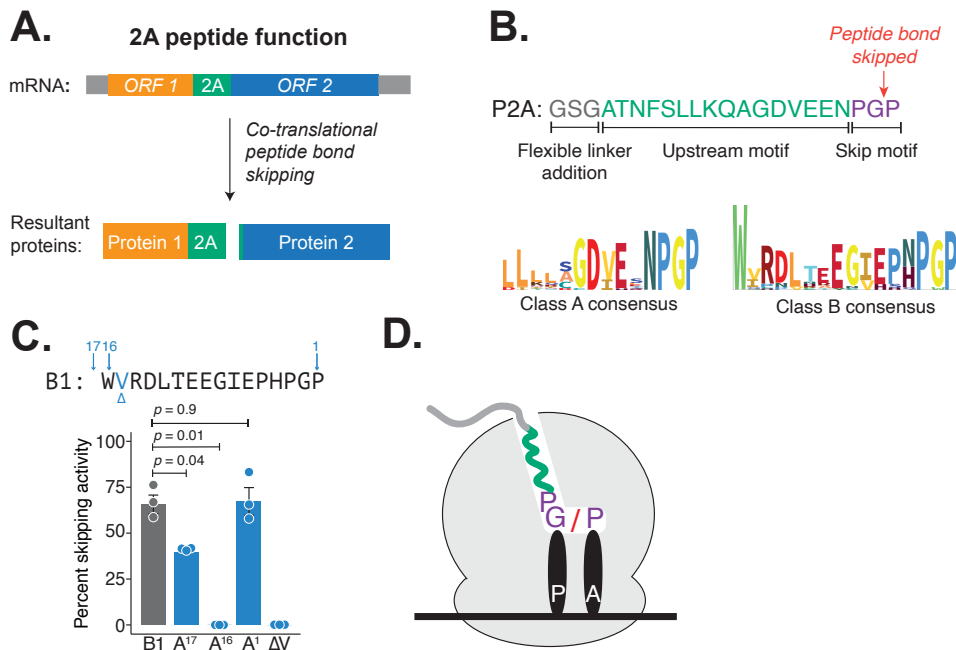 A.
2A peptide function
mRNA:
ORF 1 2A ORF 2
Co-translational
peptide bond
skipping
Resultant
proteins:
Protein 1 2A Protein 2
B.
Peptide bond
skipped
P2A: GSGATNFSLLKQAGDVEENPGP
Flexible linker
addition
Upstream motif
Skip motif
Class A consensus
Class B consensus
C.
17 16 1
B1: WVRDLTEEGIEPHPGP
Δ
p = 0.9
p = 0.01
p = 0.04
Percent skipping activity
100
75
50
25
0
B1 A¹⁷ A¹⁶ A¹ ΔV
D.
P
G / P
P A